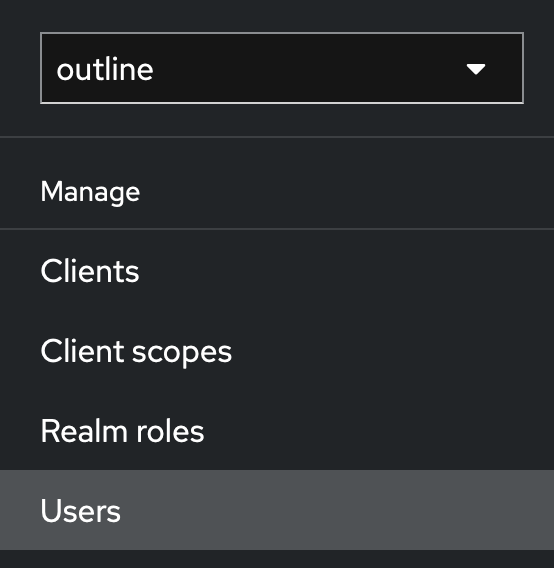 outline
Manage
Clients
Client scopes
Realm roles
Users